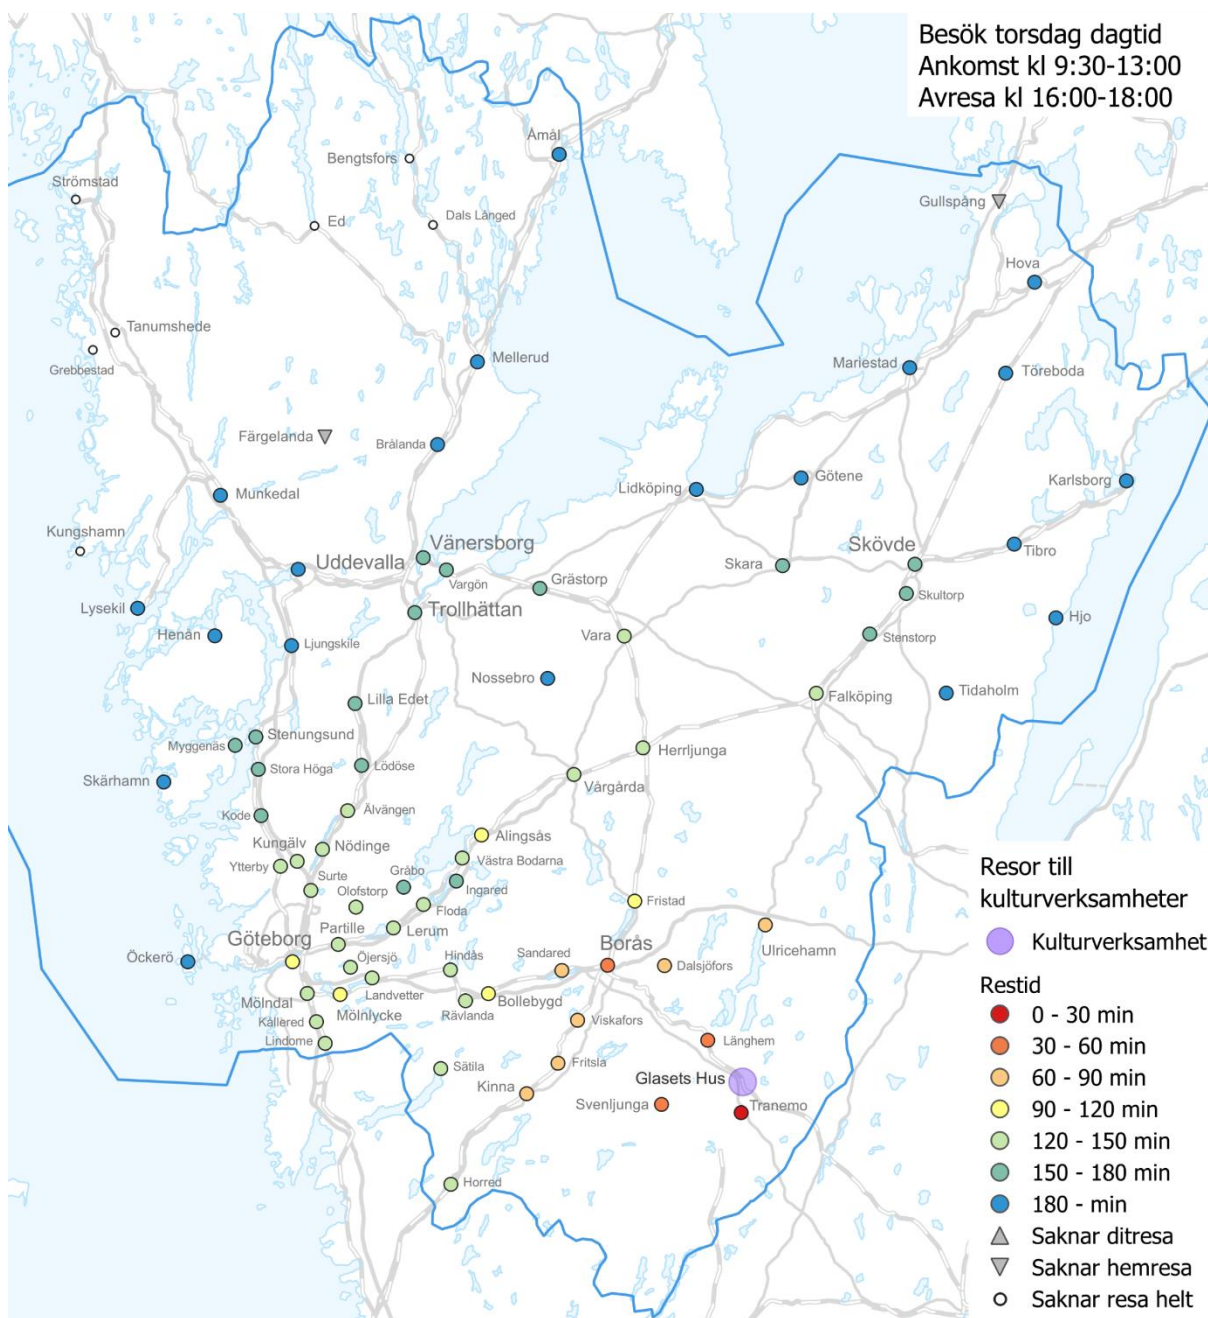 Besök torsdag dagtid
Ankomst kl 9:30-13:00
Avresa kl 16:00-18:00
Åmål
Bengtsfors
Strömstad
Gullspång
Ed
Dals Långed
Hova
Tanumshede
Mellerud
Grebbestad
Mariestad
Töreboda
Färgelanda
Brålanda
Götene
Karlsborg
Lidköping
Munkedal
Kungshamn
Vänersborg
Skövde
Tibro
Uddevalla
Skara
Vargön
Grästorp
Skultorp
Lysekil
Trollhättan
Henån
Vara
Stenstorp
Hjo
Ljungskile
Nossebro
Tidaholm
Lilla Edet
Falköping
Stenungsund
Myggenäs
Herrljunga
Stora Höga
Lödöse
Skärhamn
Vårgårda
Kode
Älvängen
Alingsås
Kungälv
Nödinge
Västra Bodarna
Ytterby
Surte
Gråbo
Ingared
Olofstorp
Fristad
Floda
Partille
Lerum
Göteborg
Borås
Ulricehamn
Öckerö
Öjersjö
Hindås
Sandared
Dalsjöfors
Landvetter
Mölndal
Mölnlycke
Rävlanda
Bollebygd
Kållered
Viskafors
Lindome
Länghem
Sätila
Fritsla
Glasets Hus
Kinna
Svenljunga
Tranemo
Horred
Resor till
kulturverksamheter
Kulturverksamhet
Restid
0 - 30 min
30 - 60 min
60 - 90 min
90 - 120 min
120 - 150 min
150 - 180 min
180 - min
Saknar ditresa
Saknar hemresa
Saknar resa helt